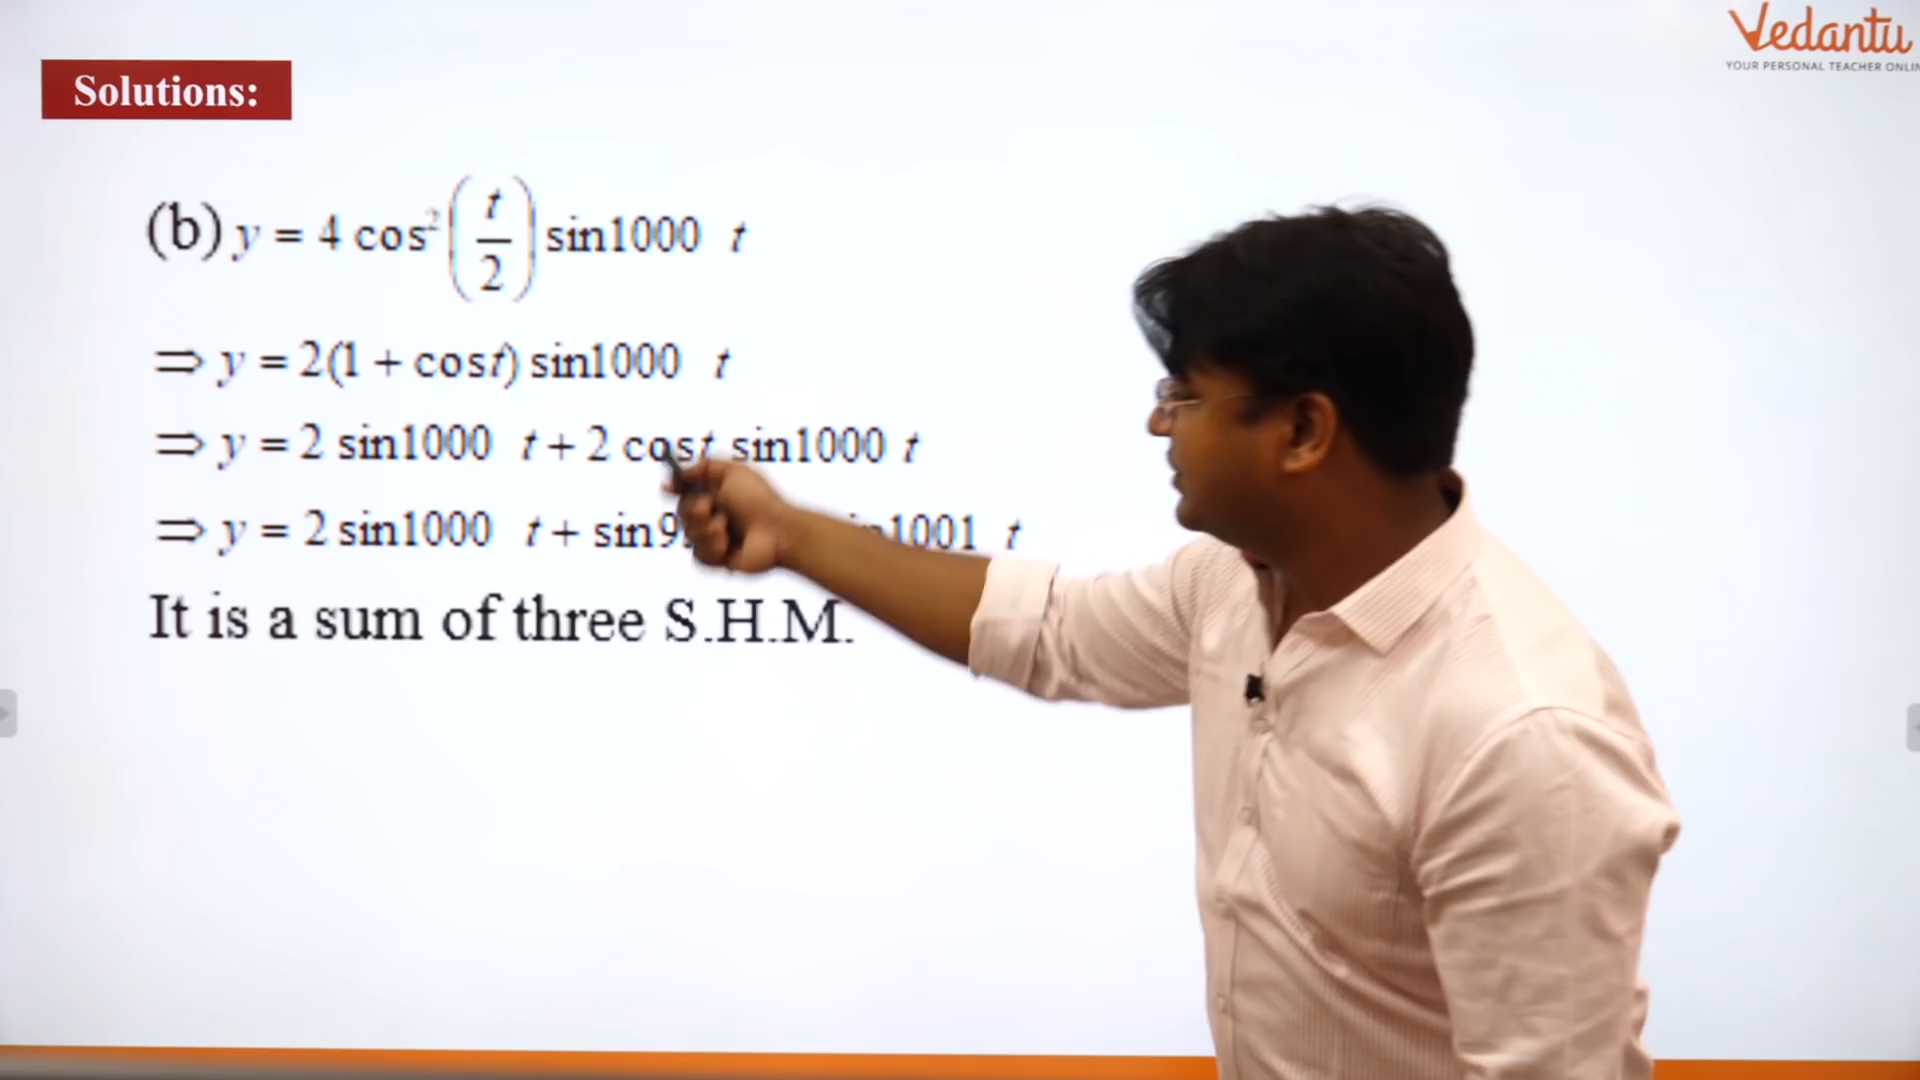 Vedantu
YOUR PERSONAL TEACHER ONLIN
Solutions:
(b) y = 4 cos²(t/2) sin1000 t
⇒ y = 2(1 + cost) sin1000 t
⇒ y = 2 sin1000 t + 2 cost sin1000 t
⇒ y = 2 sin1000 t + sin9 1001 t
It is a sum of three S.H.M.